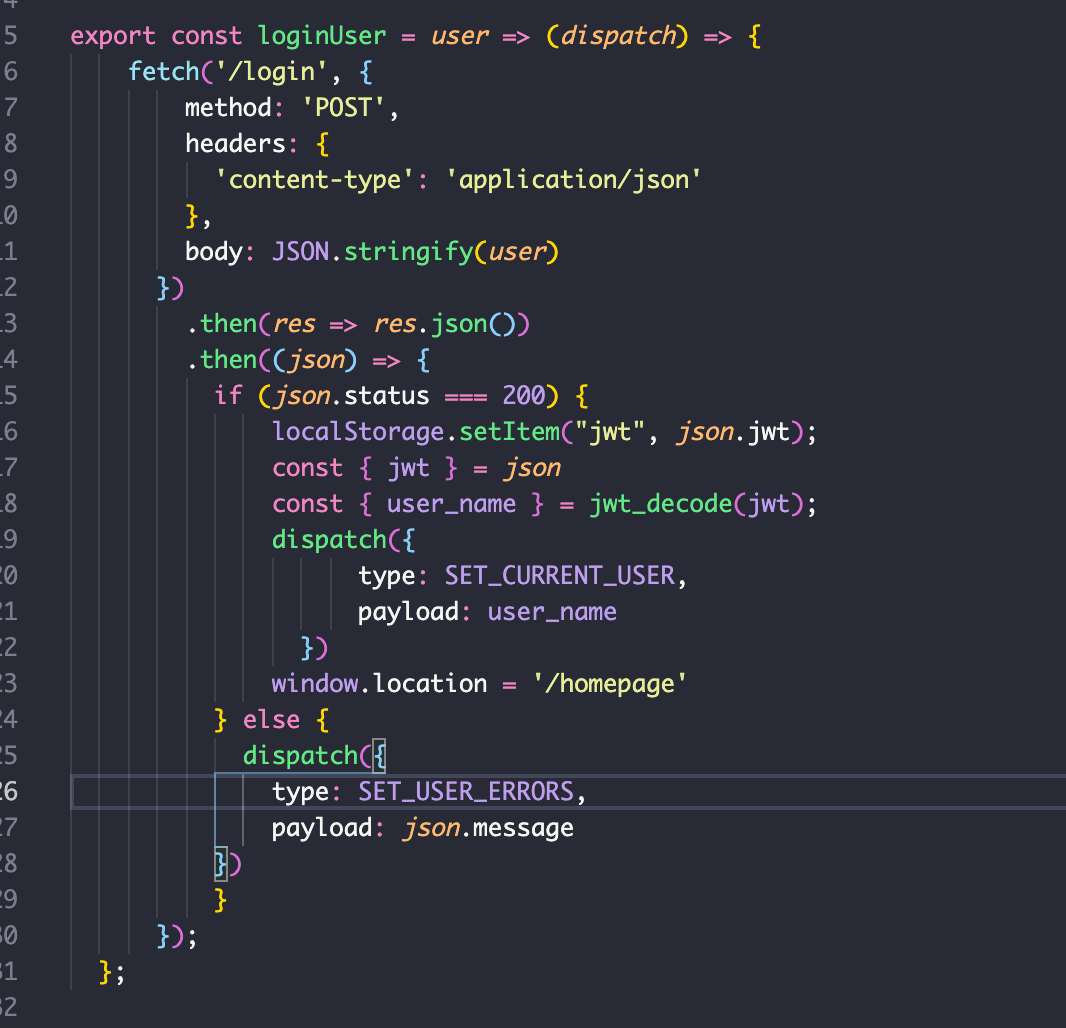 5 export const loginUser = user => (dispatch) => {
6 fetch('/login', {
7 method: 'POST',
8 headers: {
9 'content-type': 'application/json'
10 },
11 body: JSON.stringify(user)
12 })
13 .then(res => res.json())
14 .then((json) => {
15 if (json.status === 200) {
16 localStorage.setItem("jwt", json.jwt);
17 const { jwt } = json
18 const { user_name } = jwt_decode(jwt);
19 dispatch({
20 type: SET_CURRENT_USER,
21 payload: user_name
22 })
23 window.location = '/homepage'
24 } else {
25 dispatch({
26 type: SET_USER_ERRORS,
27 payload: json.message
28 })
29 }
30 });
31 };
32